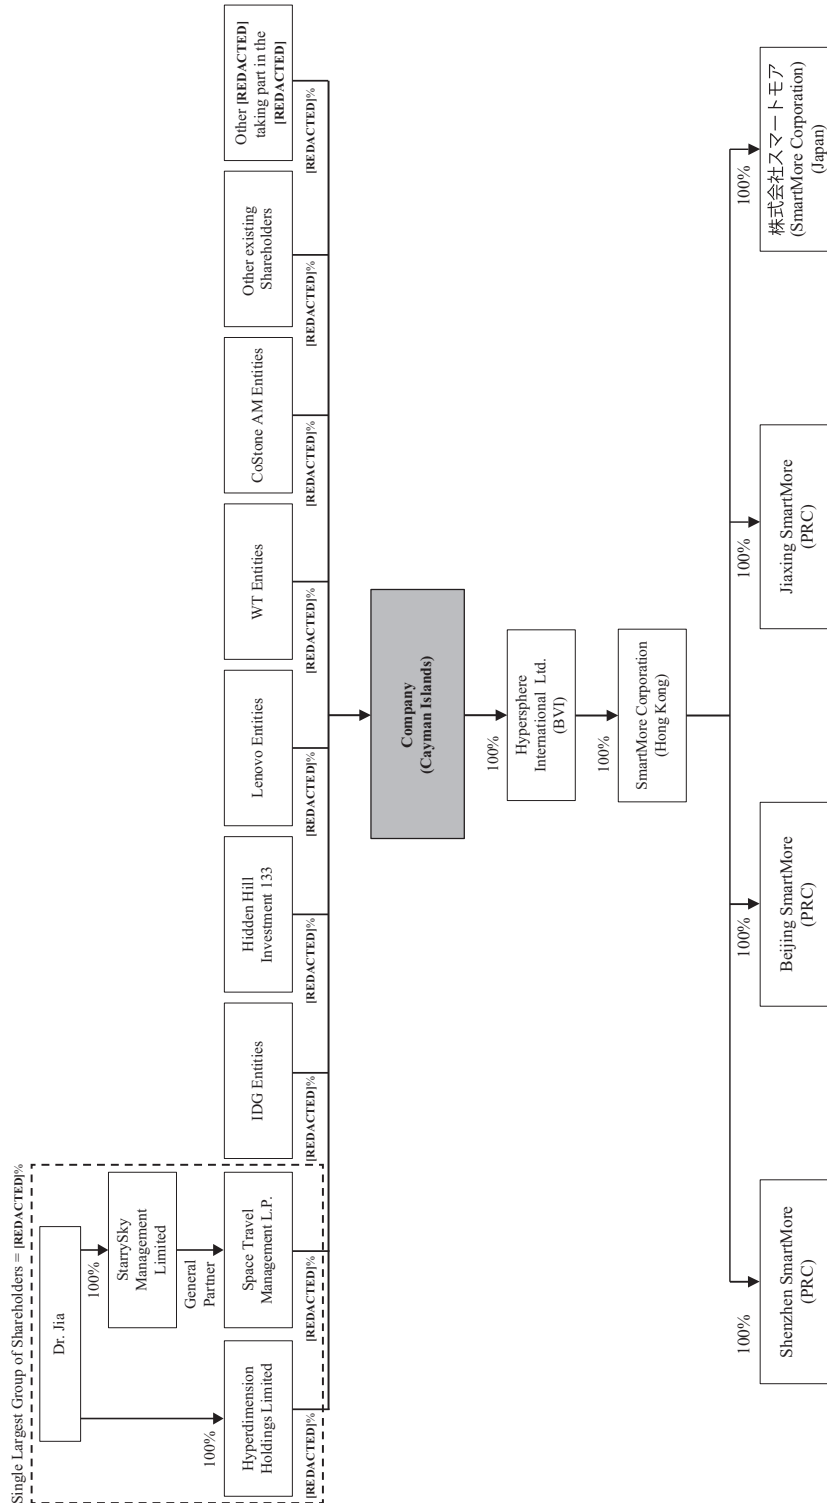 Single Largest Group of Shareholders = [REDACTED]%
Dr. Jia
100%
StarrySky
Management
Limited
100%
General
Partner
Hyperdimension
Holdings Limited
Space Travel
Management L.P.
IDG Entities
Hidden Hill
Investment 133
Lenovo Entities
WT Entities
CoStone AM Entities
Other existing
Shareholders
Other [REDACTED]
taking part in the
[REDACTED]
[REDACTED]%
[REDACTED]%
[REDACTED]%
[REDACTED]%
[REDACTED]%
[REDACTED]%
[REDACTED]%
[REDACTED]%
[REDACTED]%
Company
(Cayman Islands)
100%
Hypersphere
International Ltd.
(BVI)
100%
SmartMore Corporation
(Hong Kong)
100%
100%
100%
100%
Shenzhen SmartMore
(PRC)
Beijing SmartMore
(PRC)
Jiaxing SmartMore
(PRC)
株式会社スマートモア
(SmartMore Corporation)
(Japan)